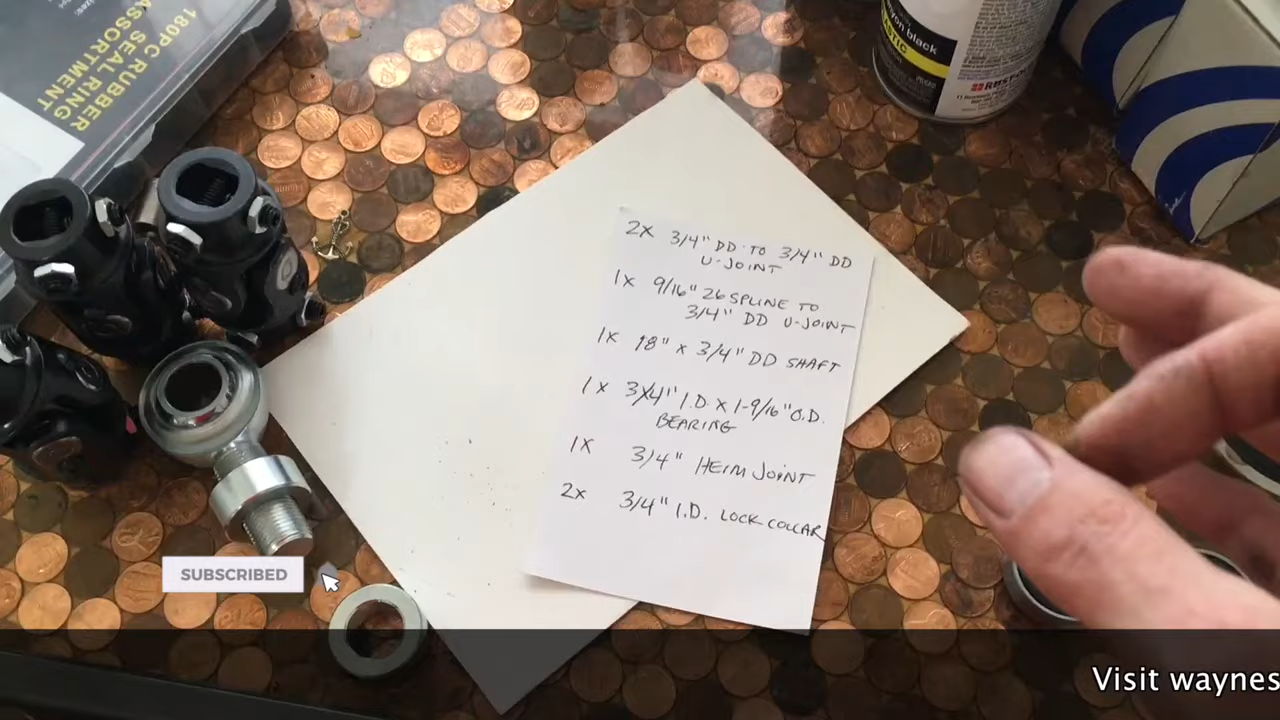 180PC RUBBER
SEAL RING
ASSORTMENT
black
2X 3/4" DD TO 3/4" DD
U-JOINT
1X 9/16" 26 SPLINE TO
3/4" DD U-JOINT
1X 18" X 3/4" DD SHAFT
1X 3/4" I.D. X 1-9/16" O.D.
BEARING
1X 3/4" HEIM JOINT
2X 3/4" I.D. LOCK COLLAR
SUBSCRIBED
Visit waynes